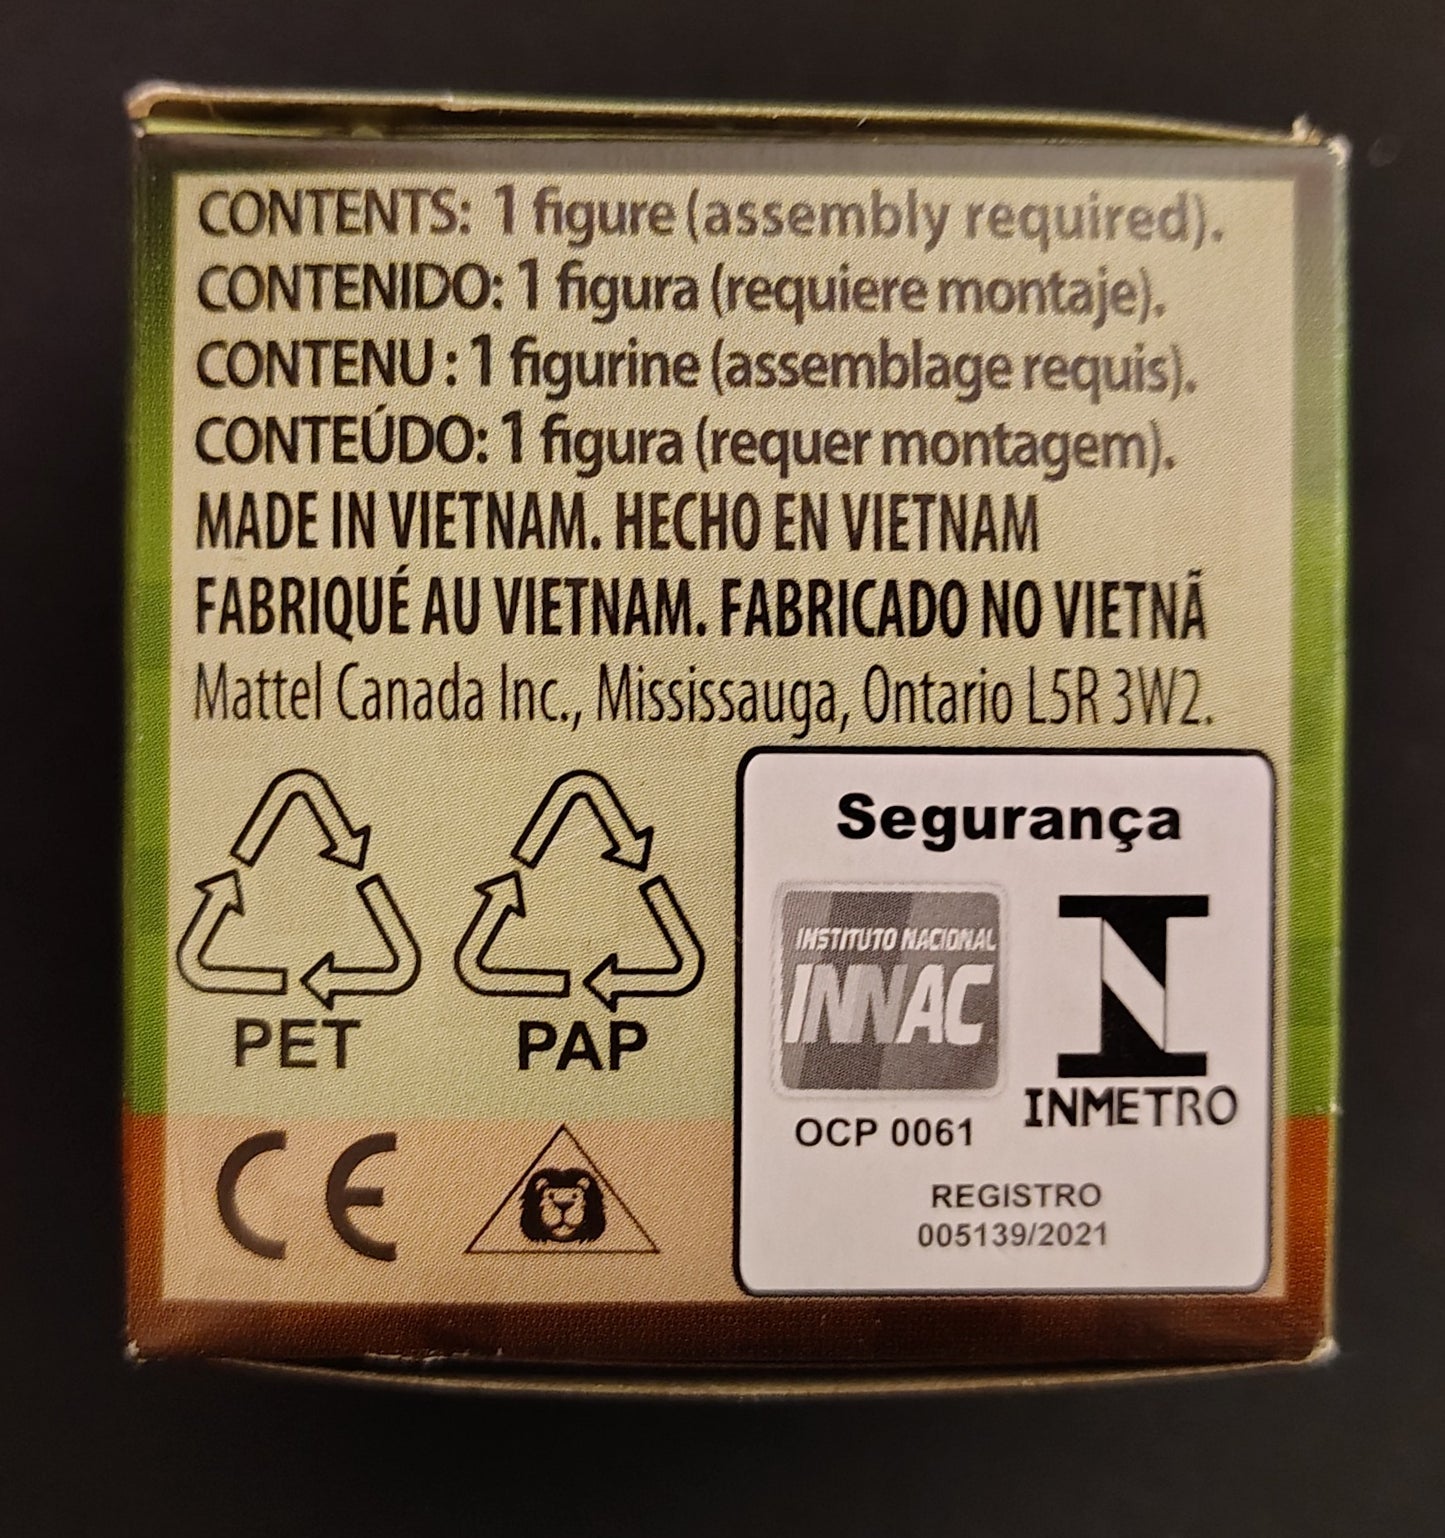 CONTENTS: 1 figure (assembly required).
CONTENIDO: 1 figura (requiere montaje).
CONTENU : 1 figurine (assemblage requis).
CONTEÚDO: 1 figura (requer montagem).
MADE IN VIETNAM. HECHO EN VIETNAM
FABRIQUÉ AU VIETNAM. FABRICADO NO VIETNÃ
Mattel Canada Inc., Mississauga, Ontario L5R 3W2.
PET
PAP
CE
Segurança
INSTITUTO NACIONAL
INNAC
OCP 0061
INMETRO
REGISTRO
005139/2021